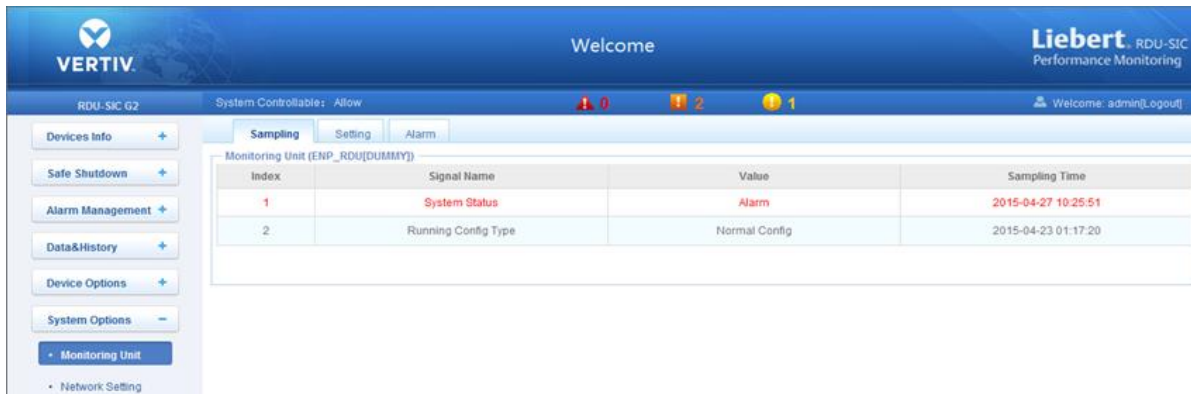 VERTIV.
Welcome
Liebert. RDU-SIC
Performance Monitoring
RDU-SIC G2
System Controllable: Allow
0
2
1
Welcome: admin[Logout]
Devices Info +
Safe Shutdown +
Alarm Management +
Data&History +
Device Options +
System Options −
• Monitoring Unit
• Network Setting
Sampling Setting Alarm
Monitoring Unit (ENP_RDU[DUMMY])
Index Signal Name Value Sampling Time
1 System Status Alarm 2015-04-27 10:25:51
2 Running Config Type Normal Config 2015-04-23 01:17:20